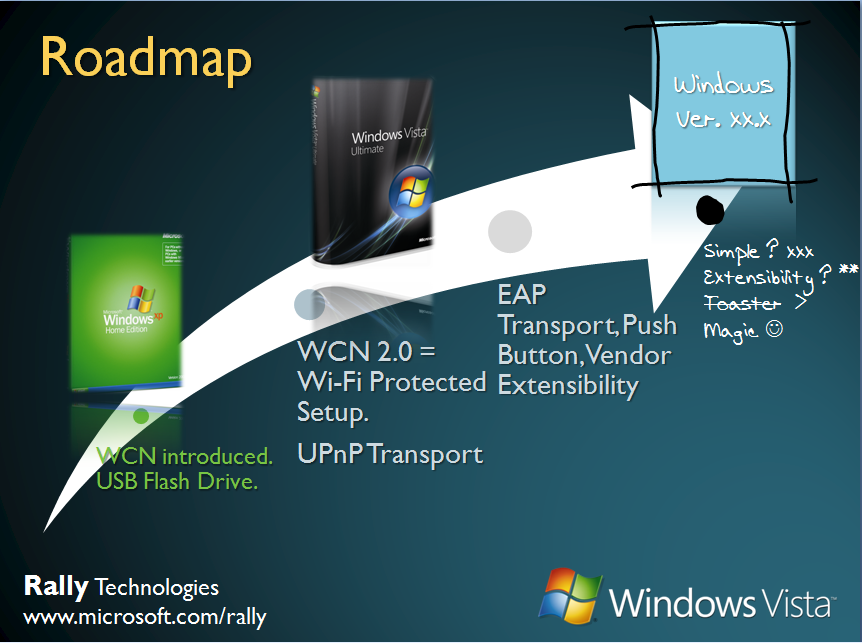 Roadmap
Windows
Ver. xx.x
Windows Vista
Ultimate
Microsoft
Windows xp
Home Edition
Simple ? xxx
Extensibility ? **
Toaster >
Magic ☺
EAP
Transport, Push
Button, Vendor
Extensibility
WCN 2.0 =
Wi-Fi Protected
Setup.
UPnP Transport
WCN introduced.
USB Flash Drive.
Rally Technologies
www.microsoft.com/rally
Windows Vista™